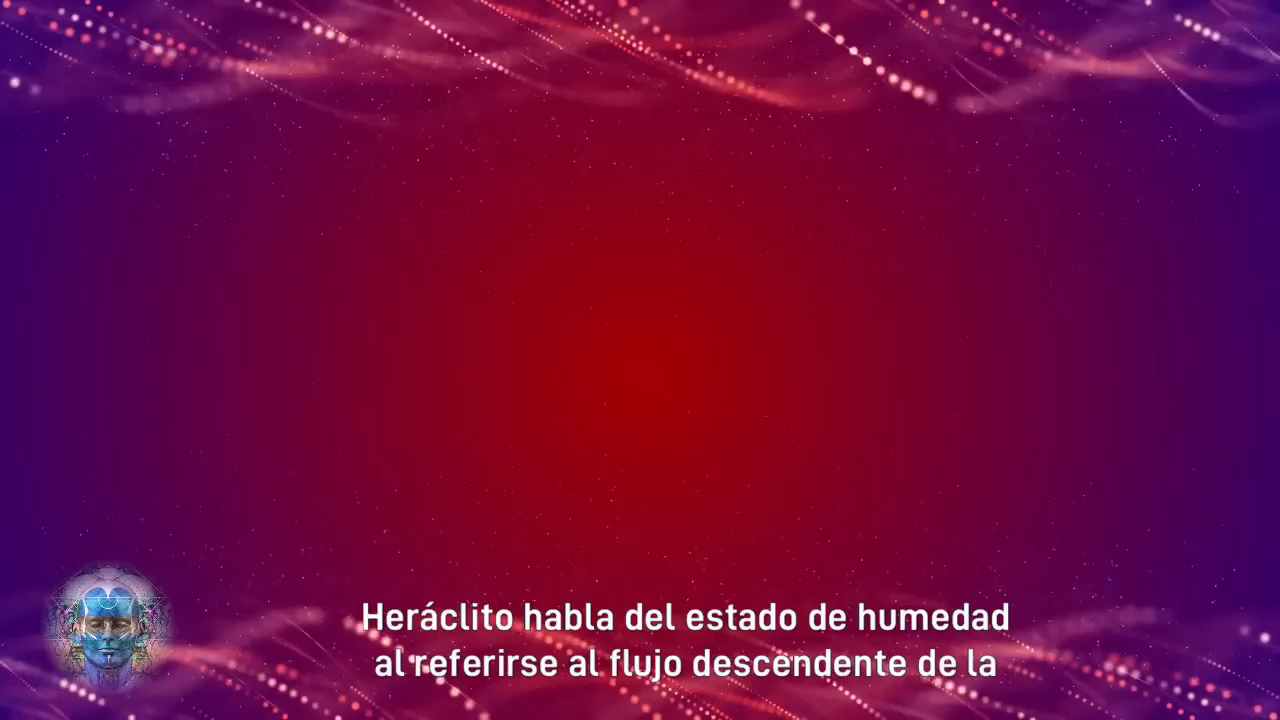 Heráclito habla del estado de humedad
al referirse al flujo descendente de la